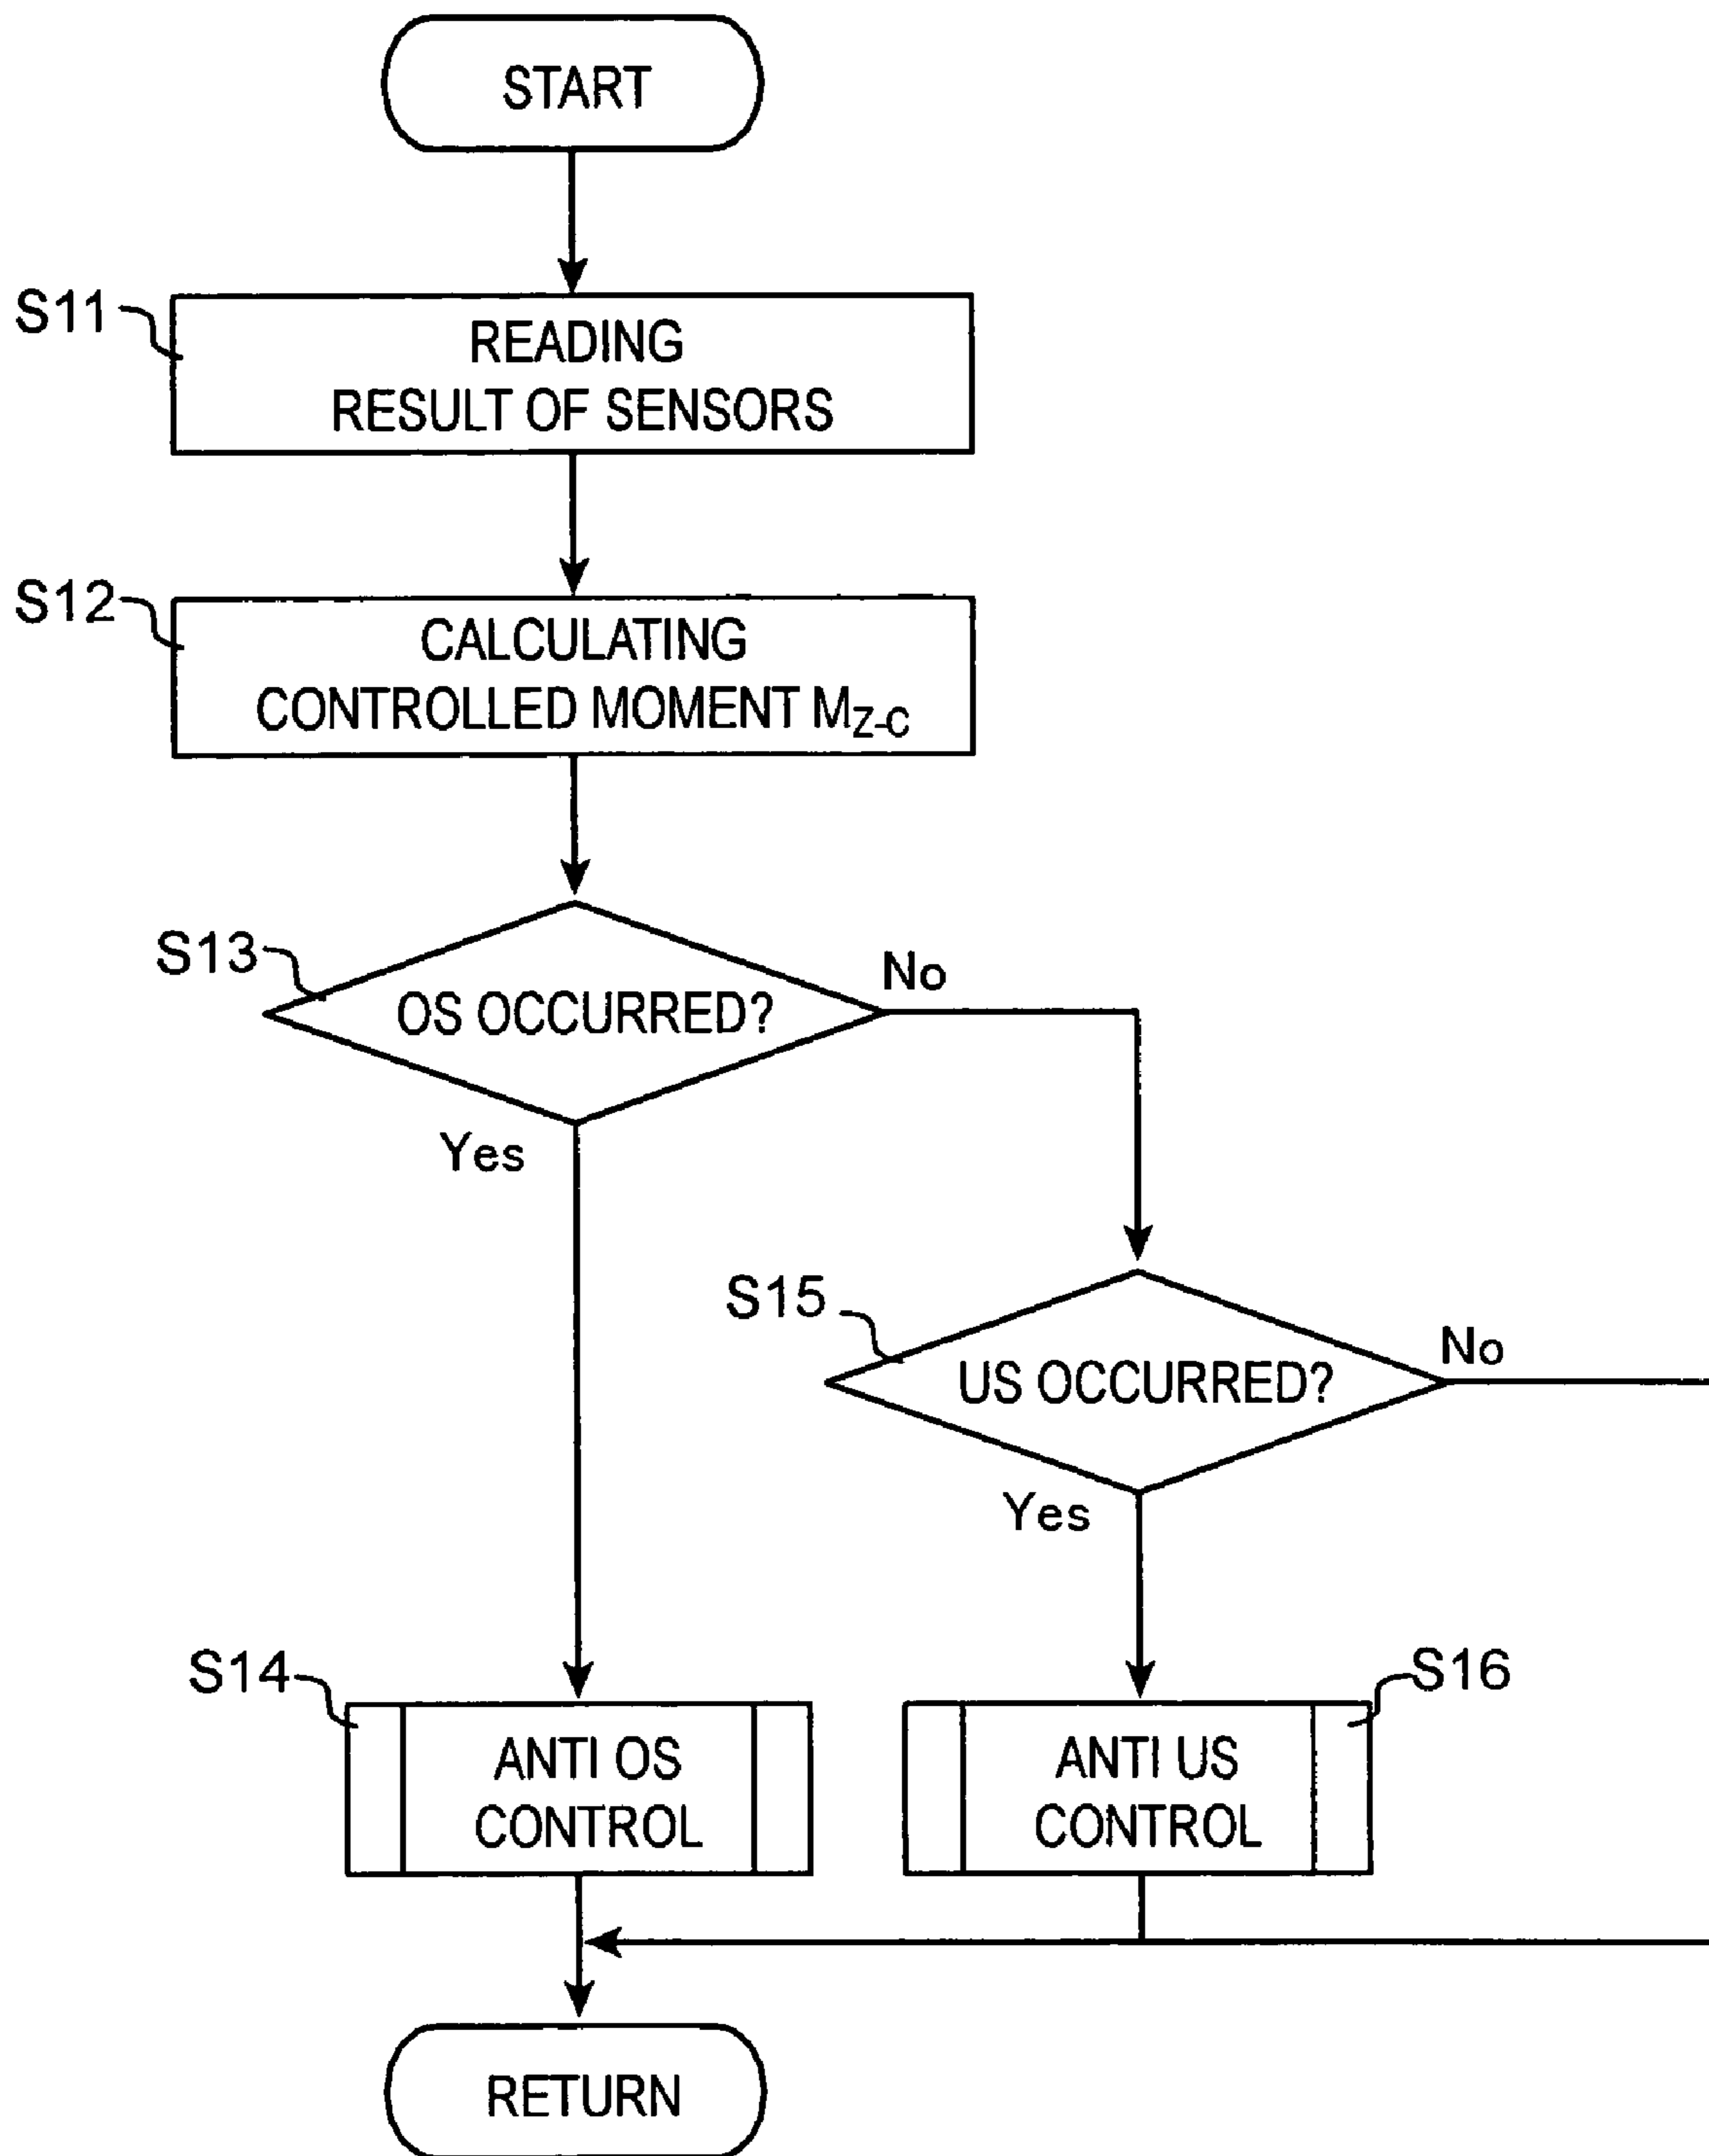 START
S11
READING
RESULT OF SENSORS
S12
CALCULATING
CONTROLLED MOMENT MZ-C
S13
OS OCCURRED?
No
Yes
S15
US OCCURRED?
No
Yes
S14
ANTI OS
CONTROL
S16
ANTI US
CONTROL
RETURN